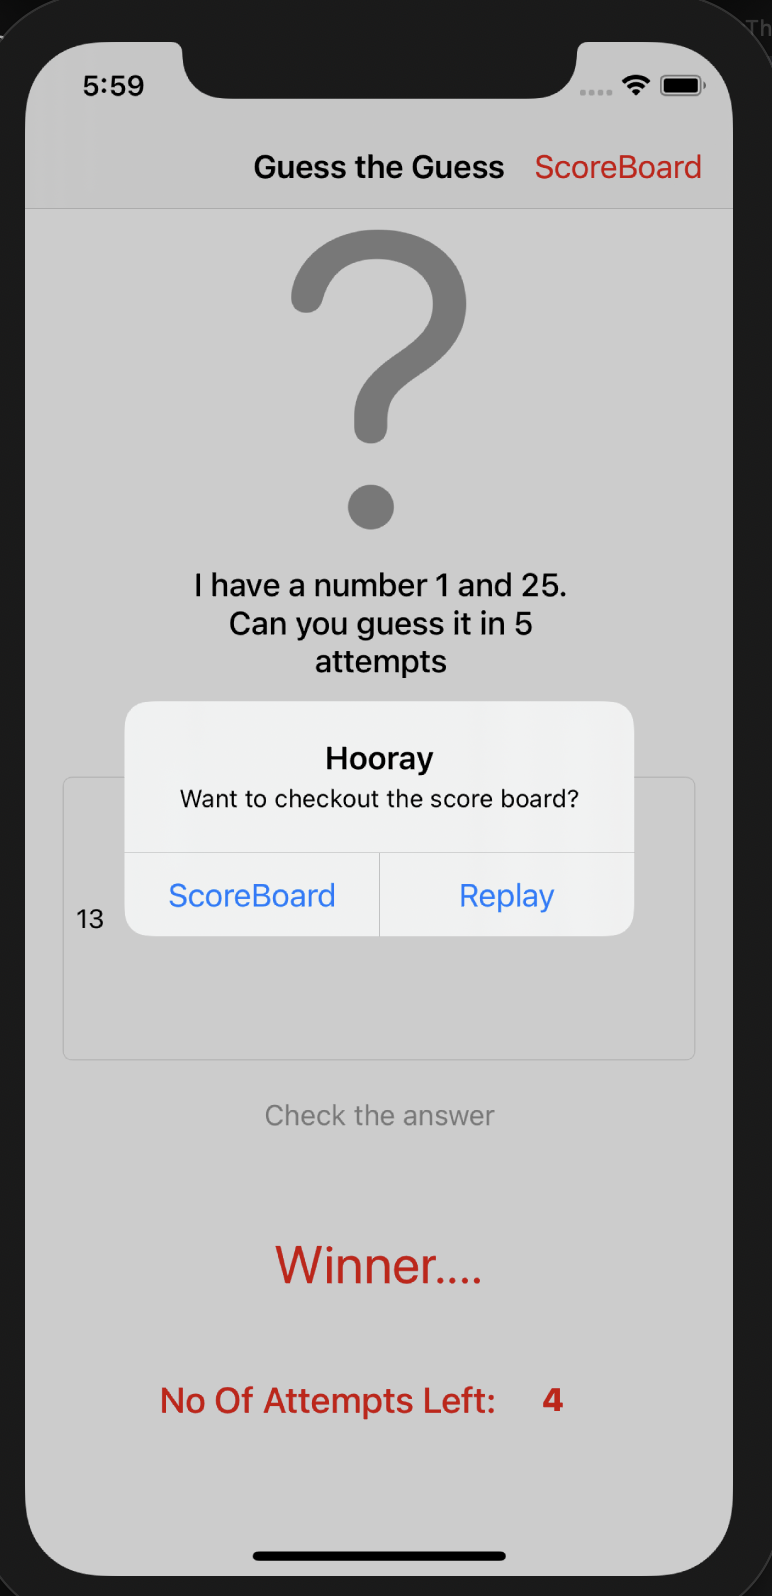 Th
5:59
Guess the Guess ScoreBoard
?
I have a number 1 and 25.
Can you guess it in 5
attempts
Hooray
Want to checkout the score board?
ScoreBoard Replay
13
Check the answer
Winner....
No Of Attempts Left: 4